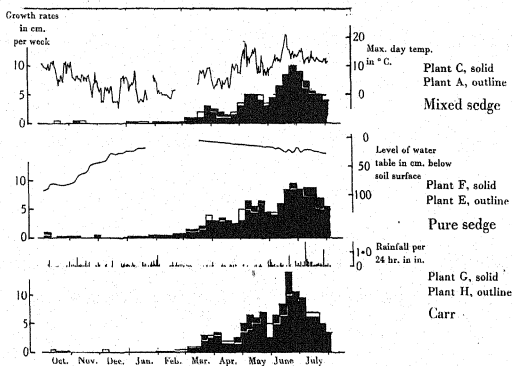 Growth rates
in cm.
per week
10
5
0
20
10
0
Max. day temp.
in ° C.
Plant C, solid
Plant A, outline
Mixed sedge
10
5
0
0
50
100
Level of water
table in cm. below
soil surface
Plant F, solid
Plant E, outline
Pure sedge
1·0
0
Rainfall per
24 hr. in in.
10
5
0
Plant G, solid
Plant H, outline
Carr
Oct. Nov. Dec. Jan. Feb. Mar. Apr. May June July